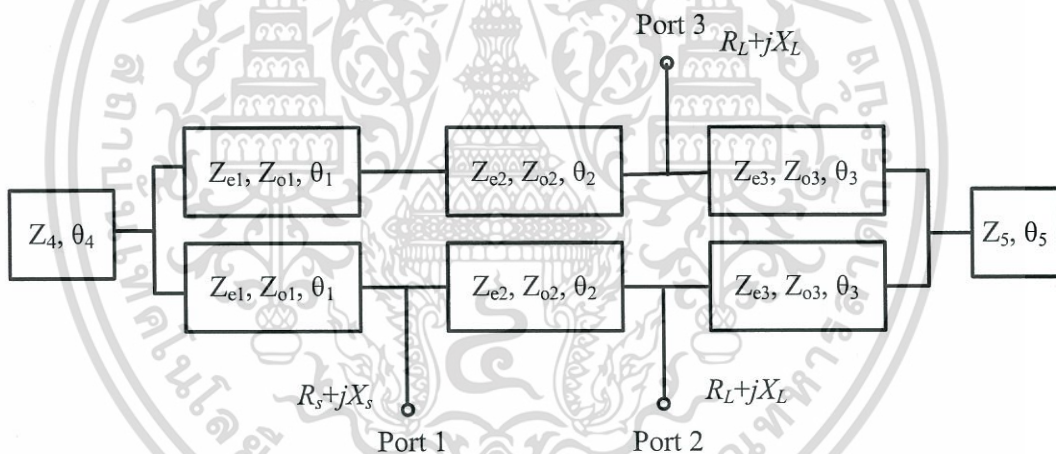 Port 3
R_L+jX_L
Z_e1, Z_o1, θ_1
Z_e2, Z_o2, θ_2
Z_e3, Z_o3, θ_3
Z_4, θ_4
Z_5, θ_5
Z_e1, Z_o1, θ_1
Z_e2, Z_o2, θ_2
Z_e3, Z_o3, θ_3
R_s+jX_s
R_L+jX_L
Port 1
Port 2